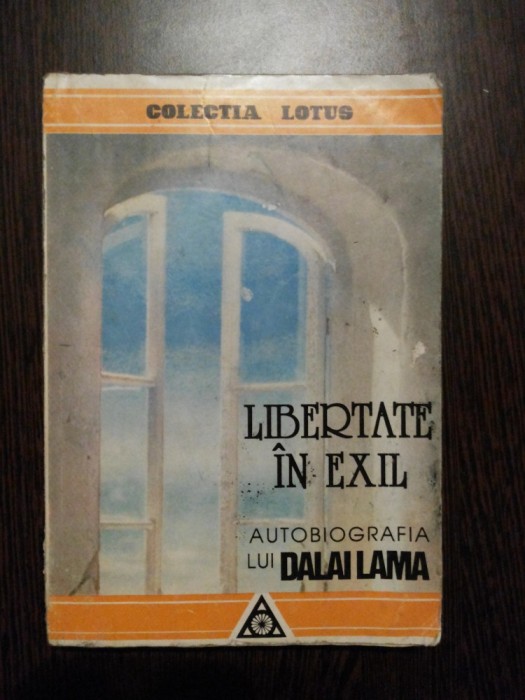 COLECTIA LOTUS
LIBERTATE
ÎN EXIL
AUTOBIOGRAFIA
LUI DALAI LAMA